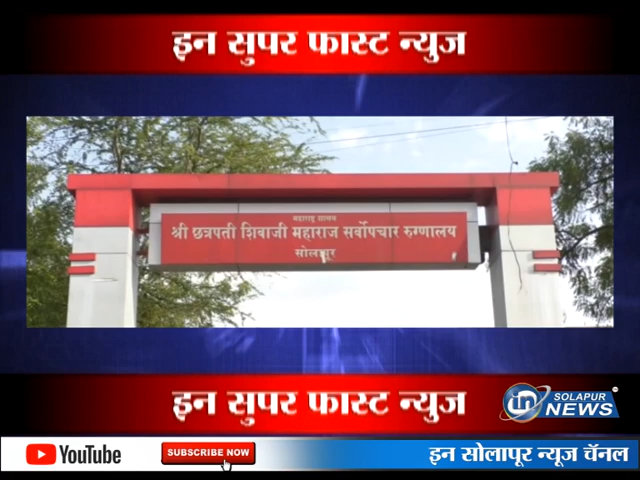 इन सुपर फास्ट न्युज
महाराष्ट्र शासन
श्री छत्रपती शिवाजी महाराज सर्वोपचार रुग्णालय
सोलापूर
इन सुपर फास्ट न्युज
in SOLAPUR NEWS
YouTube
SUBSCRIBE NOW
इन सोलापूर न्यूज चॅनल